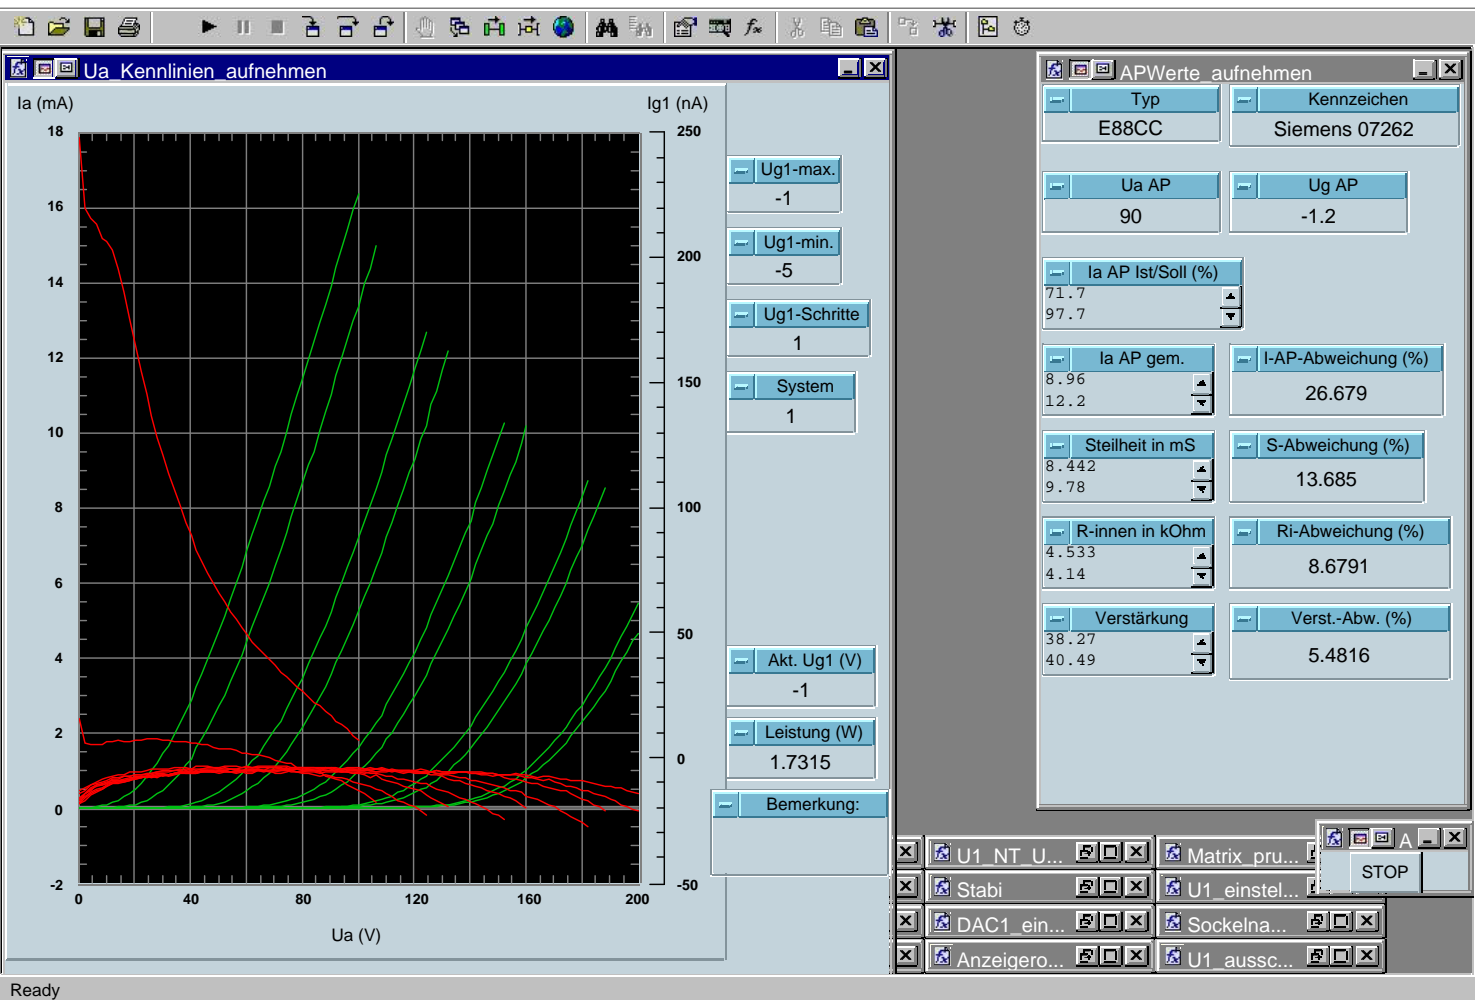 Ua_Kennlinien_aufnehmen
Ia (mA)
Ig1 (nA)
18
16
14
12
10
8
6
4
2
0
-2
250
200
150
100
50
0
-50
0
40
80
120
160
200
Ua (V)
Ug1-max.
-1
Ug1-min.
-5
Ug1-Schritte
1
System
1
Akt. Ug1 (V)
-1
Leistung (W)
1.7315
Bemerkung:
APWerte_aufnehmen
Typ
E88CC
Kennzeichen
Siemens 07262
Ua AP
90
Ug AP
-1.2
Ia AP Ist/Soll (%)
71.7
97.7
Ia AP gem.
8.96
12.2
I-AP-Abweichung (%)
26.679
Steilheit in mS
8.442
9.78
S-Abweichung (%)
13.685
R-innen in kOhm
4.533
4.14
Ri-Abweichung (%)
8.6791
Verstärkung
38.27
40.49
Verst.-Abw. (%)
5.4816
A
STOP
U1_NT_U...
Matrix_pru...
Stabi
U1_einstel...
DAC1_ein...
Sockelna...
Anzeigero...
U1_aussc...
Ready